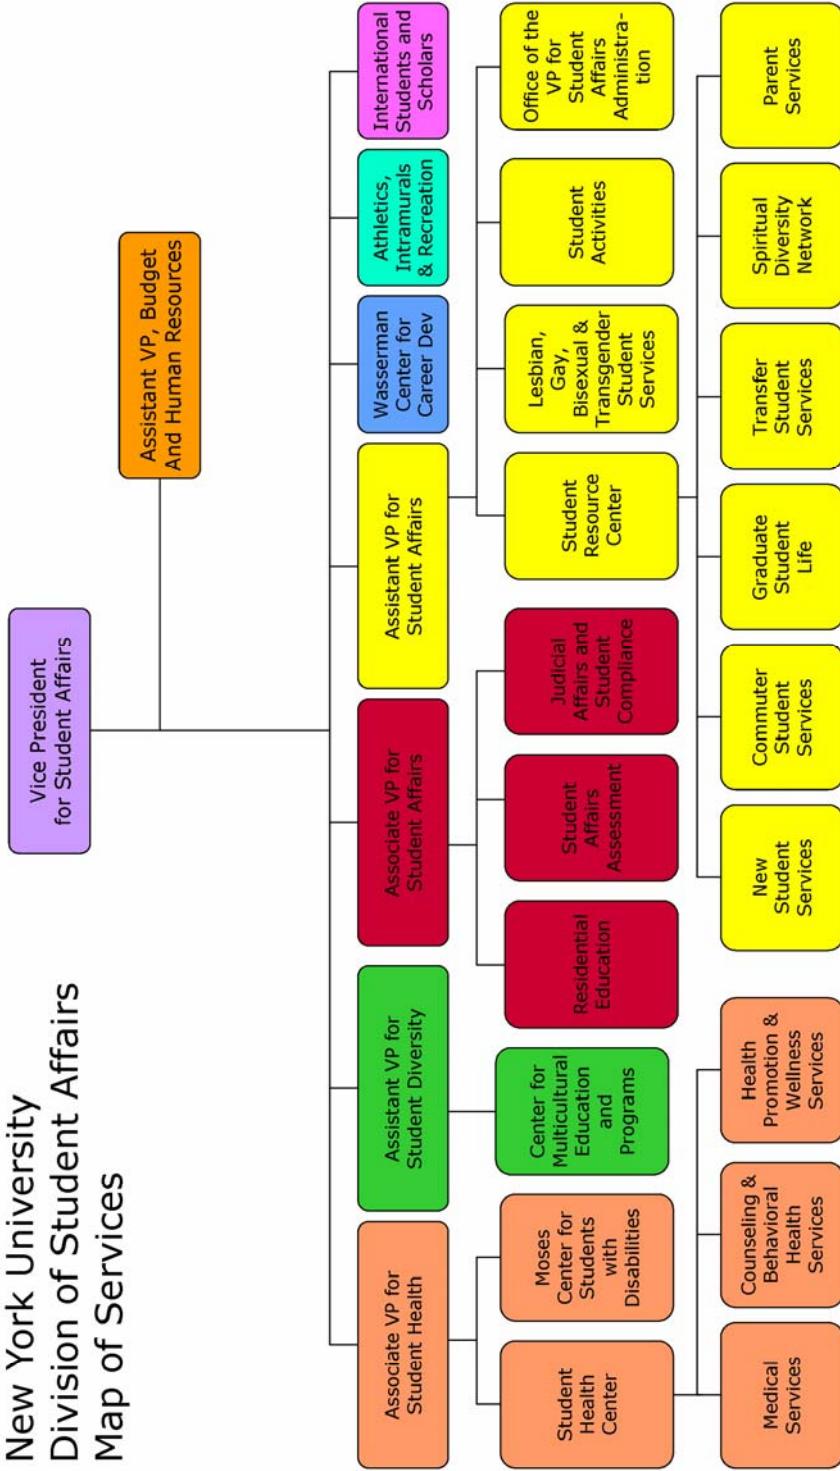 New York University
Division of Student Affairs
Map of Services
Vice President
for Student Affairs
Assistant VP, Budget
And Human Resources
Associate VP for
Student Health
Assistant VP for
Student Diversity
Associate VP for
Student Affairs
Assistant VP for
Student Affairs
Wasserman
Center for
Career Dev
Athletics,
Intramurals
& Recreation
International
Students and
Scholars
Student
Health
Center
Moses
Center for
Students
with
Disabilities
Center for
Multicultural
Education
and
Programs
Residential
Education
Student
Affairs
Assessment
Judicial
Affairs and
Student
Compliance
Student
Resource
Center
Lesbian,
Gay,
Bisexual &
Transgender
Student
Services
Student
Activities
Office of the
VP for
Student
Affairs
Administra-
tion
Medical
Services
Counseling &
Behavioral
Health
Services
Health
Promotion &
Wellness
Services
New
Student
Services
Commuter
Student
Services
Graduate
Student
Life
Transfer
Student
Services
Spiritual
Diversity
Network
Parent
Services